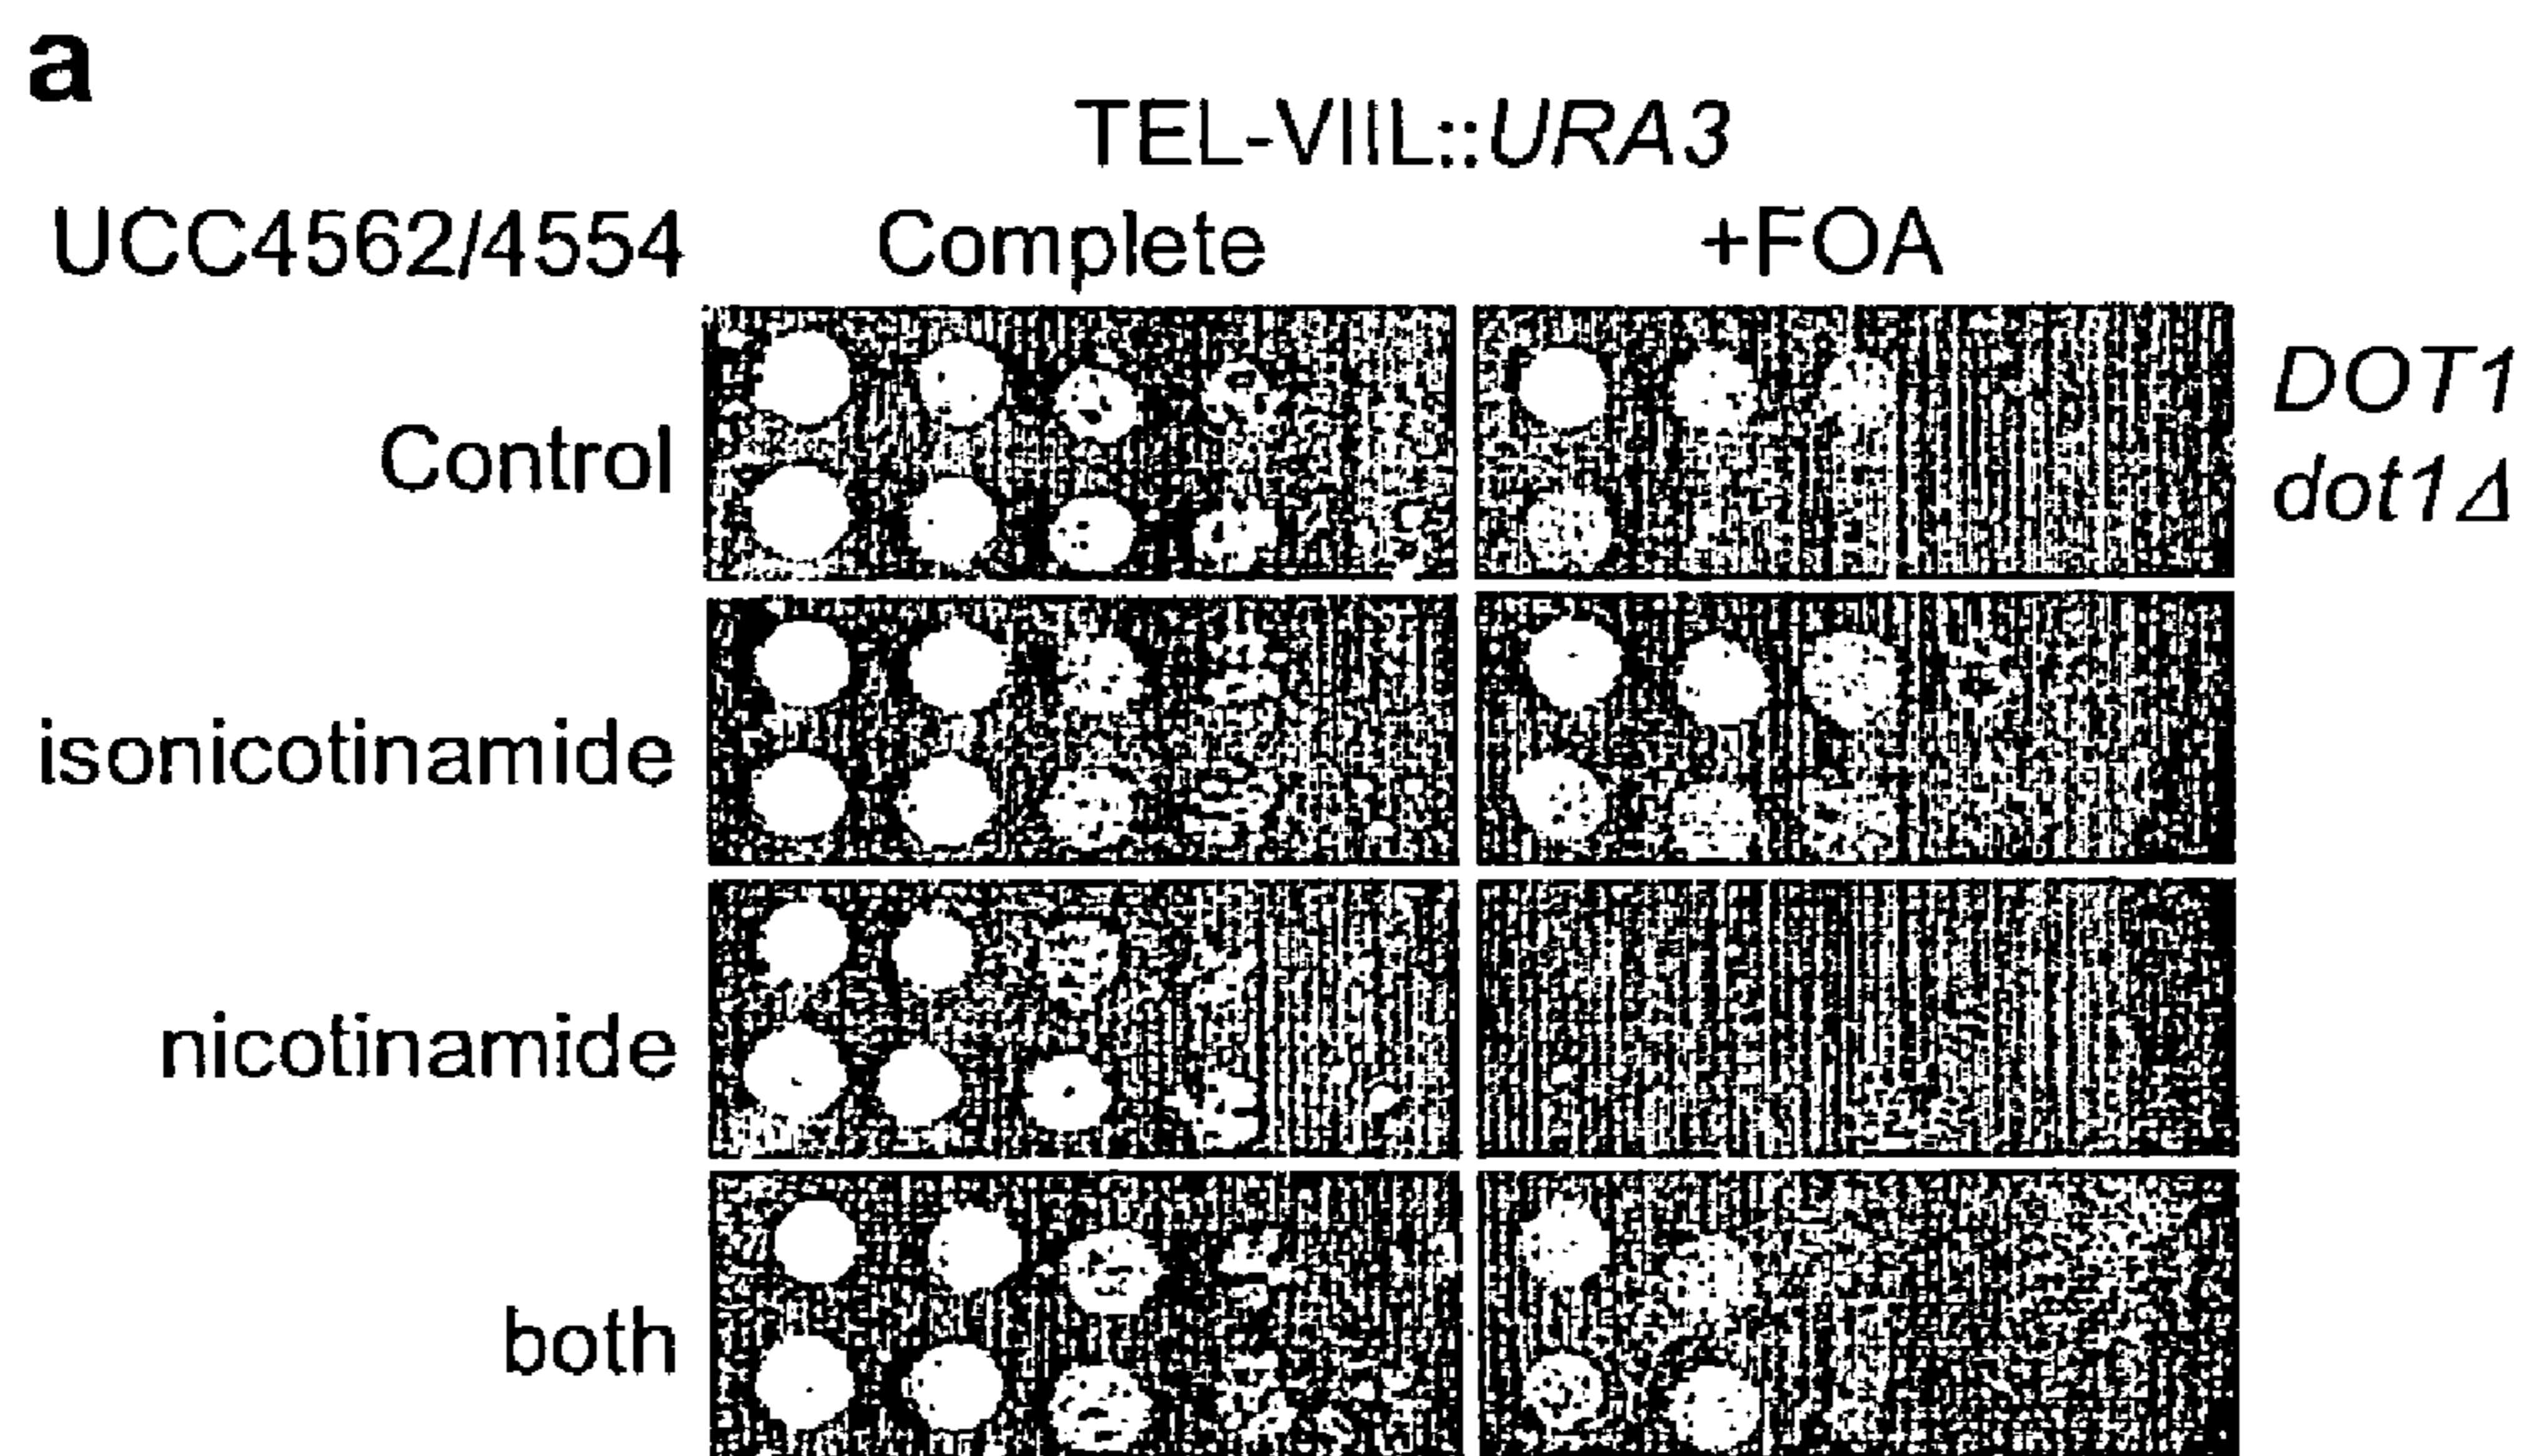 a
TEL-VIIL::URA3
UCC4562/4554 Complete +FOA
Control DOT1
dot1Δ
isonicotinamide
nicotinamide
both